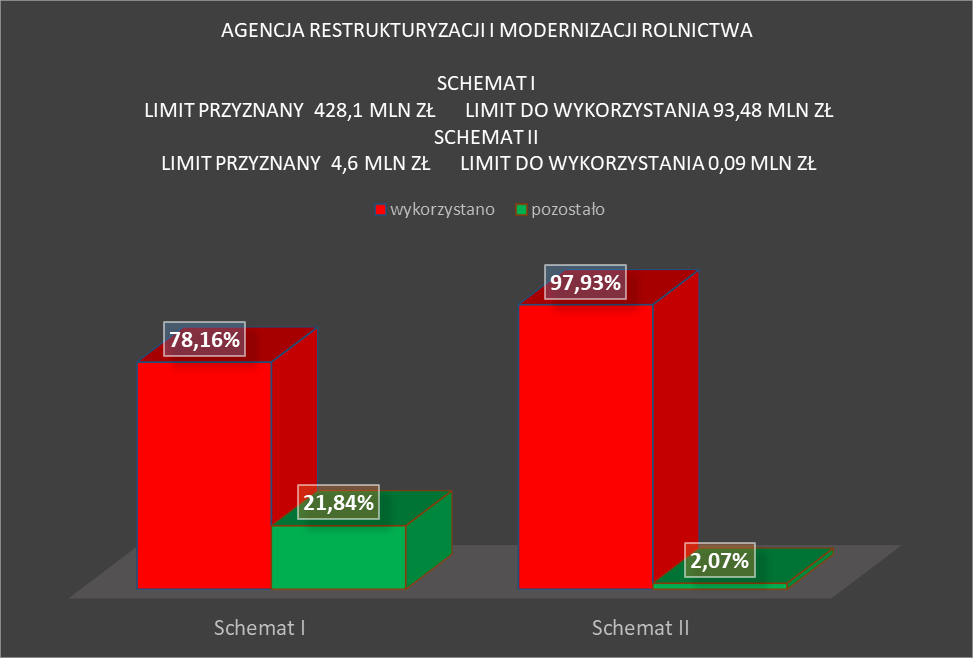 AGENCJA RESTRUKTURYZACJI I MODERNIZACJI ROLNICTWA
SCHEMAT I
LIMIT PRZYZNANY 428,1 MLN ZŁ LIMIT DO WYKORZYSTANIA 93,48 MLN ZŁ
SCHEMAT II
LIMIT PRZYZNANY 4,6 MLN ZŁ LIMIT DO WYKORZYSTANIA 0,09 MLN ZŁ
wykorzystano pozostało
97,93%
78,16%
21,84%
2,07%
Schemat I Schemat II